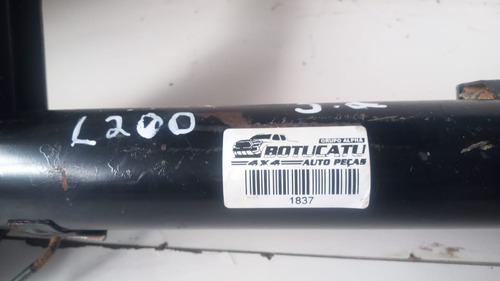 L200
GRUPO ALPHA
BOTUCATU
4X4 AUTO PEÇAS
1837